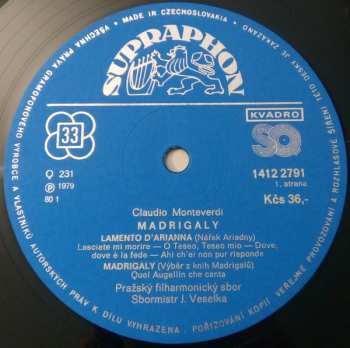 MADE IN CZECHOSLOVAKIA
VŠECHNA PRÁVA GRAMOFONOVÉHO VÝROBCE A VLASTNÍKŮ AUTORSKÝCH PRÁV K DÍLU VYHRAZENA. POŘIZOVÁNÍ KOPIÍ, VEŘEJNÉ PROVOZOVÁNÍ A ROZHLASOVÉ ŠÍŘENÍ TÉTO DESKY JE ZAKÁZÁNO
SUPRAPHON
33
KVADRO
SQ
231
1412 2791
℗ 1979
1. strana
80 1
Kčs 36,-
Claudio Monteverdi
MADRIGALY
LAMENTO D'ARIANNA (Nářek Ariadny)
Lasciate mi morire — O Teseo, Teseo mio — Dove,
dove è la fede — Ahi ch'er non pur risponde
MADRIGALY (Výběr z knih Madrigalů)
Quel Augellin che canta
Pražský filharmonický sbor
Sbormistr J. Veselka